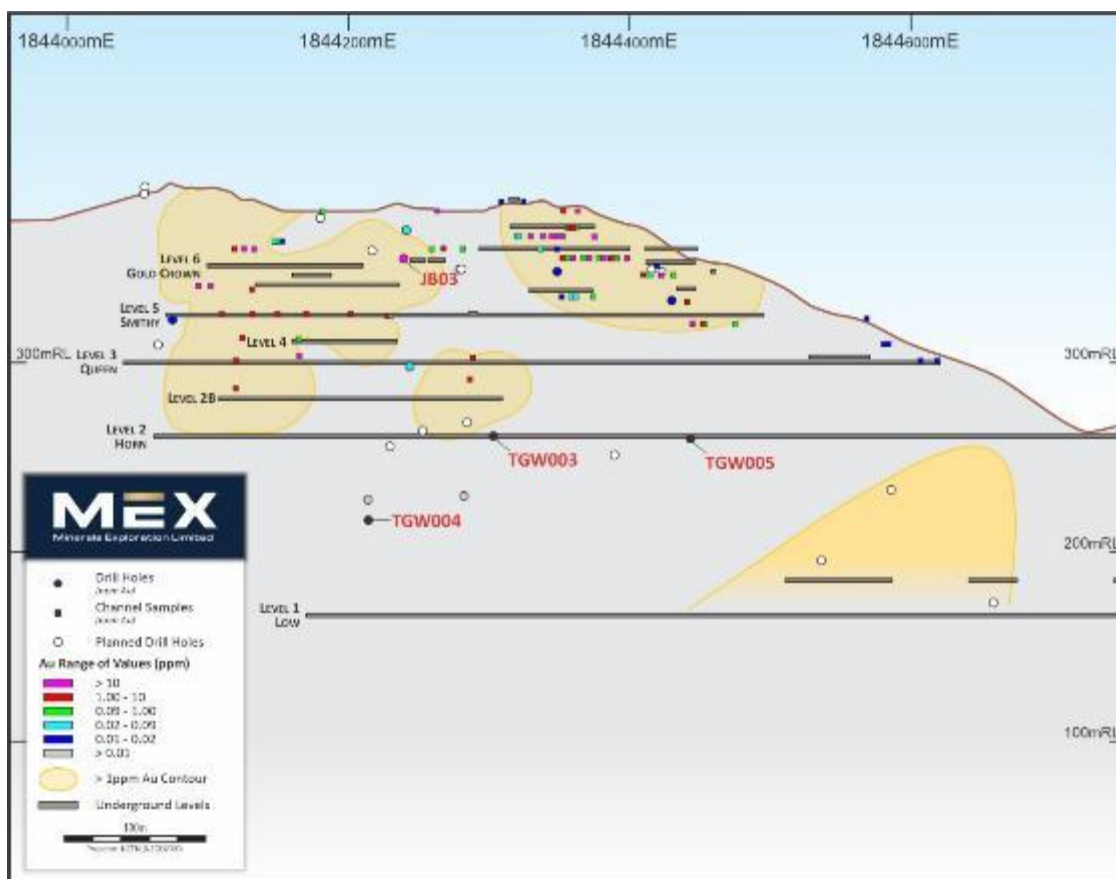 1844000mE 1844200mE 1844400mE 1844600mE
LEVEL 6
GOLD CROWN
JB03
LEVEL 5
SMITHY
LEVEL 4
300mRL LEVEL 3 300mRL
QUEEN
LEVEL 2B
LEVEL 2
HORN
TGW003 TGW005
TGW004
200mRL
LEVEL 1
LOW
100mRL
MEX
Minerals Exploration Limited
Drill Holes
Channel Samples
Planned Drill Holes
Au Range of Values (ppm)
> 10
1.00 - 10
0.09 - 1.00
0.02 - 0.09
0.01 - 0.02
> 0.01
> 1ppm Au Contour
Underground Levels
100m